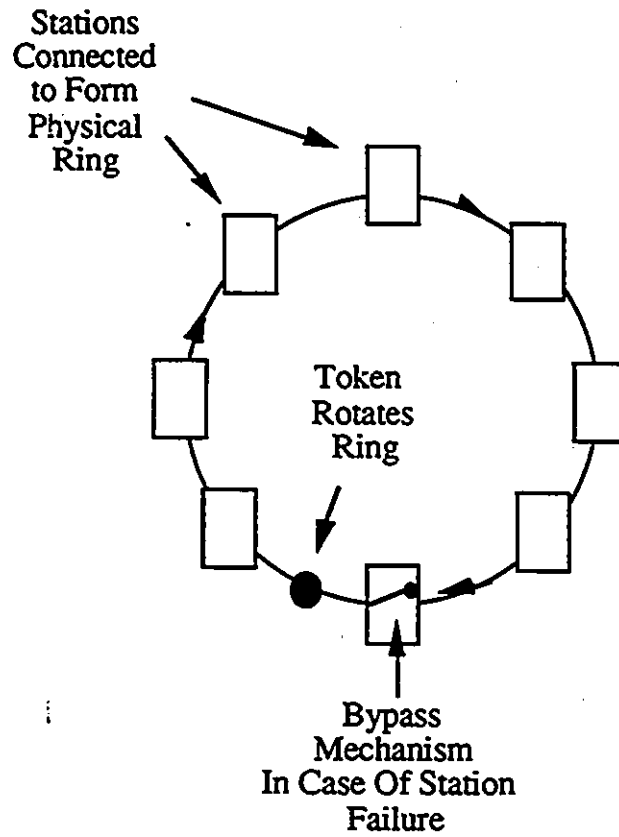 Stations
Connected
to Form
Physical
Ring
Token
Rotates
Ring
Bypass
Mechanism
In Case Of Station
Failure